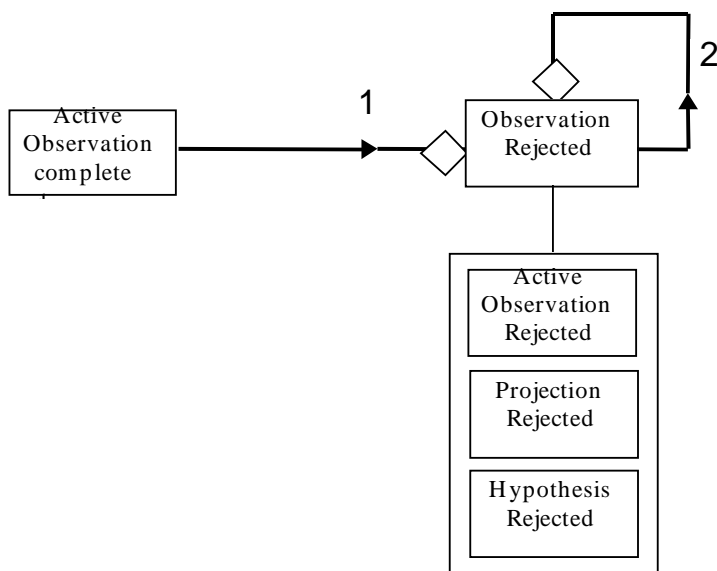 1
2
Active
Observation
complete
Observation
Rejected
Active
Observation
Rejected
Projection
Rejected
Hypothesis
Rejected